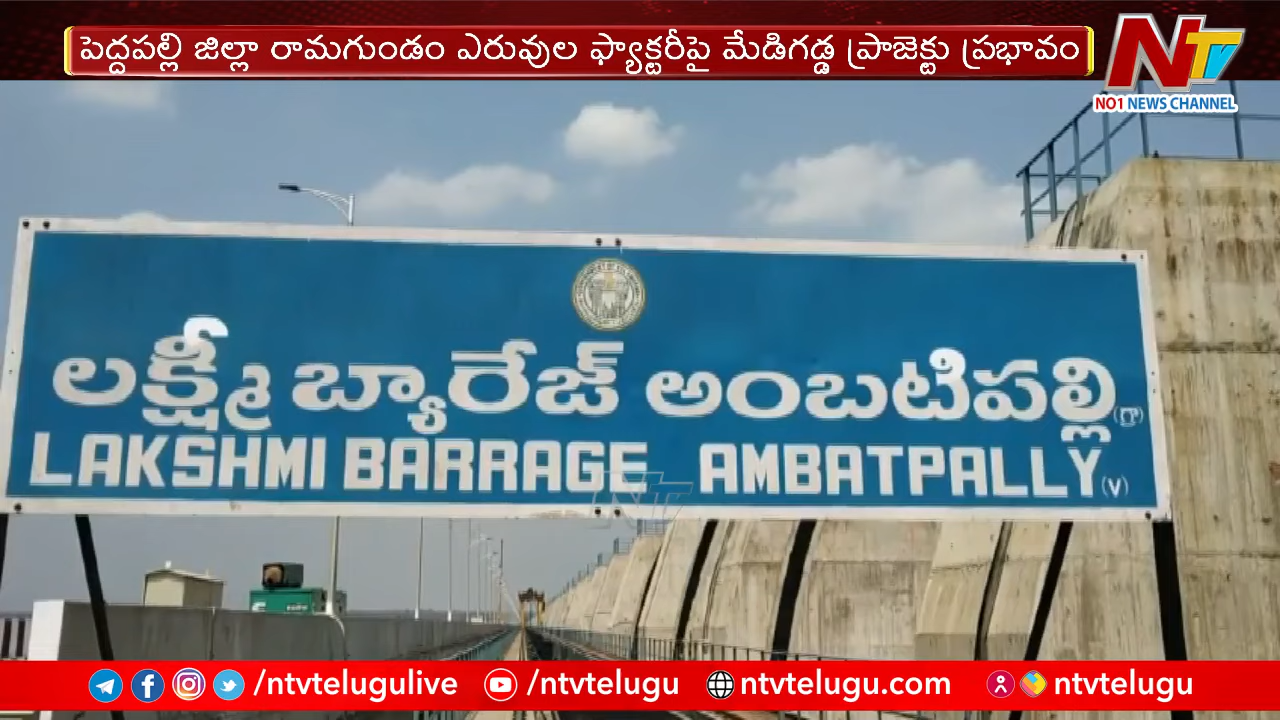 పెద్దపల్లి జిల్లా రామగుండం ఎరువుల ఫ్యాక్టరీపై మేడిగడ్డ ప్రాజెక్టు ప్రభావం
NTV
NO1 NEWS CHANNEL
లక్ష్మీ బ్యారేజ్ అంబటిపల్లి (గ్రా)
LAKSHMI BARRAGE AMBATPALLY (V)
NTV
/ntvtelugulive /ntvtelugu ntvtelugu.com ntvtelugu